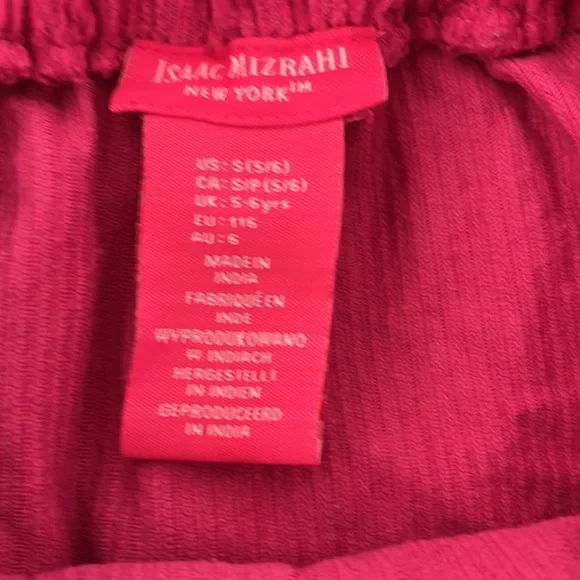 ISAAC MIZRAHI
NEW YORK™
US: S(5/6)
CA: S/P(5/6)
UK: 5-6yrs
EU: 116
AU: 6
MADE IN
INDIA
FABRIQUÉ EN
INDE
WYPRODUKOWANO
W INDIACH
HERGESTELLT
IN INDIEN
GEPRODUCEERD
IN INDIA